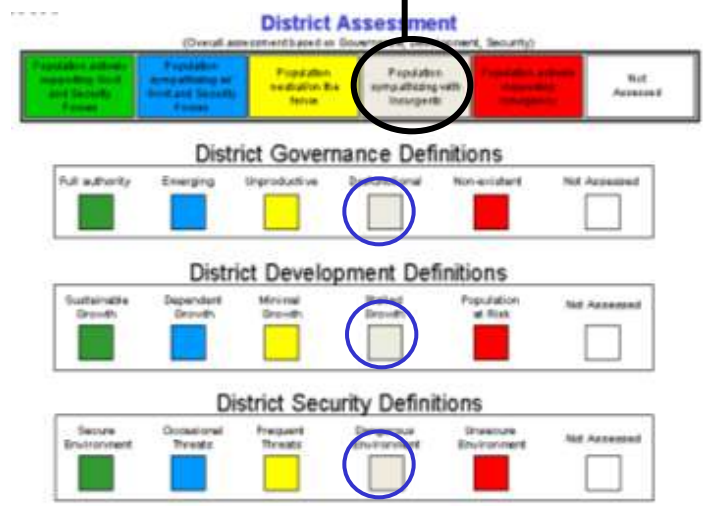 District Assessment
(Overall assessment based on Governance, Development, Security)
Population actively supporting and Security Forces
Population sympathizing and Security Forces
Population neutral/on the fence
Population sympathizing with Insurgents
Population supporting
Not Assessed
District Governance Definitions
Full authority Emerging Unproductive Dysfunctional Non-existent Not Assessed
District Development Definitions
Sustainable Growth Dependent Growth Minimal Growth Stalled Growth Population at Risk Not Assessed
District Security Definitions
Secure Environment Occasional Threats Frequent Threats Dangerous Environment Unsecure Environment Not Assessed